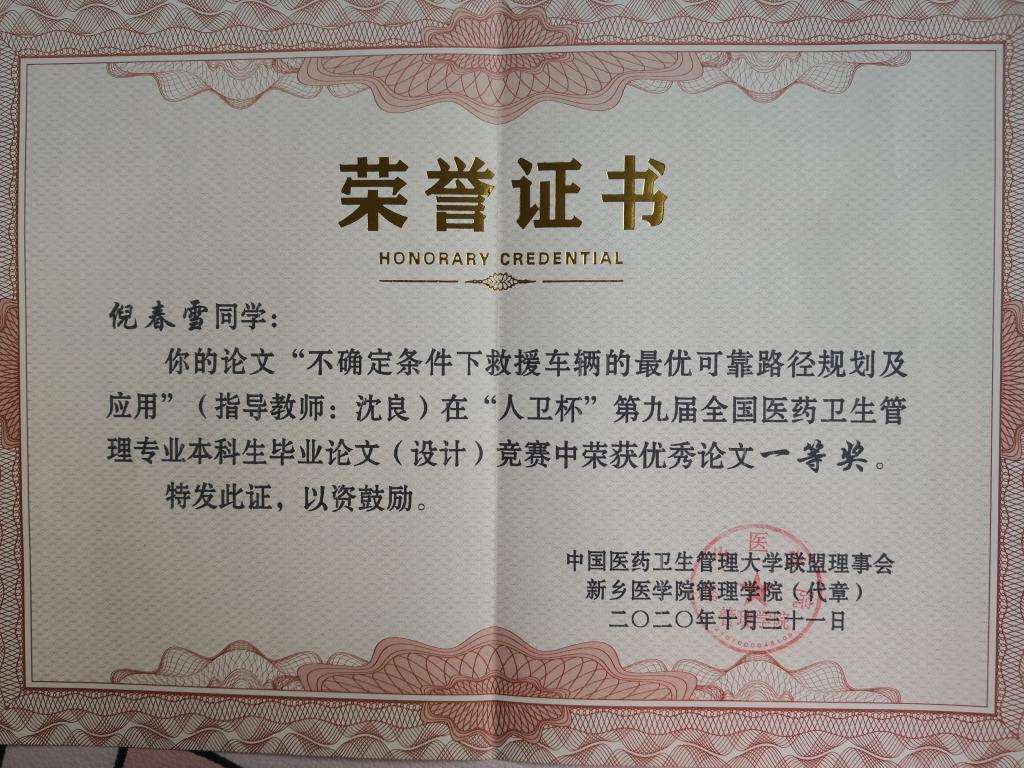 荣誉证书
HONORARY CREDENTIAL
倪春雪同学：
你的论文“不确定条件下救援车辆的最优可靠路径规划及
应用”（指导教师：沈良）在“人卫杯”第九届全国医药卫生管
理专业本科生毕业论文（设计）竞赛中荣获优秀论文一等奖。
特发此证，以资鼓励。
中国医药卫生管理大学联盟理事会
新乡医学院管理学院（代章）
二〇二〇年十月三十一日
管理学院